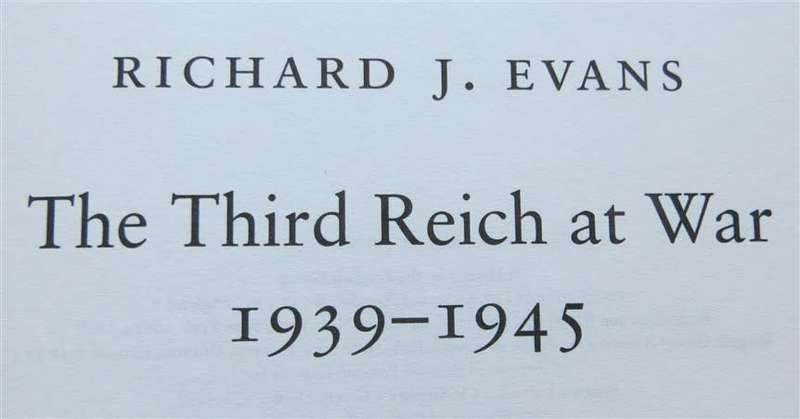 RICHARD J. EVANS
The Third Reich at War
1939–1945